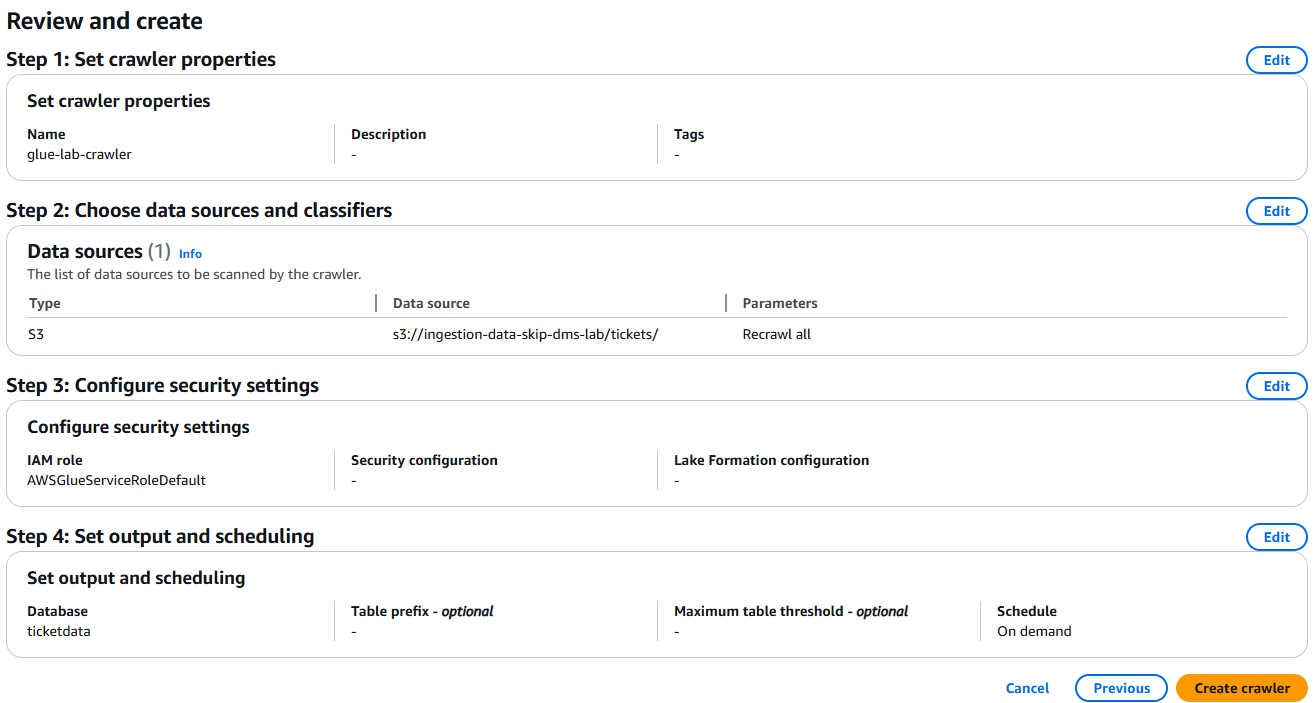 Review and create
Step 1: Set crawler properties
Edit
Set crawler properties
Name
Description
Tags
glue-lab-crawler
-
-
Step 2: Choose data sources and classifiers
Edit
Data sources (1) Info
The list of data sources to be scanned by the crawler.
Type
Data source
Parameters
S3
s3://ingestion-data-skip-dms-lab/tickets/
Recrawl all
Step 3: Configure security settings
Edit
Configure security settings
IAM role
Security configuration
Lake Formation configuration
AWSGlueServiceRoleDefault
-
-
Step 4: Set output and scheduling
Edit
Set output and scheduling
Database
Table prefix - optional
Maximum table threshold - optional
Schedule
ticketdata
-
-
On demand
Cancel
Previous
Create crawler